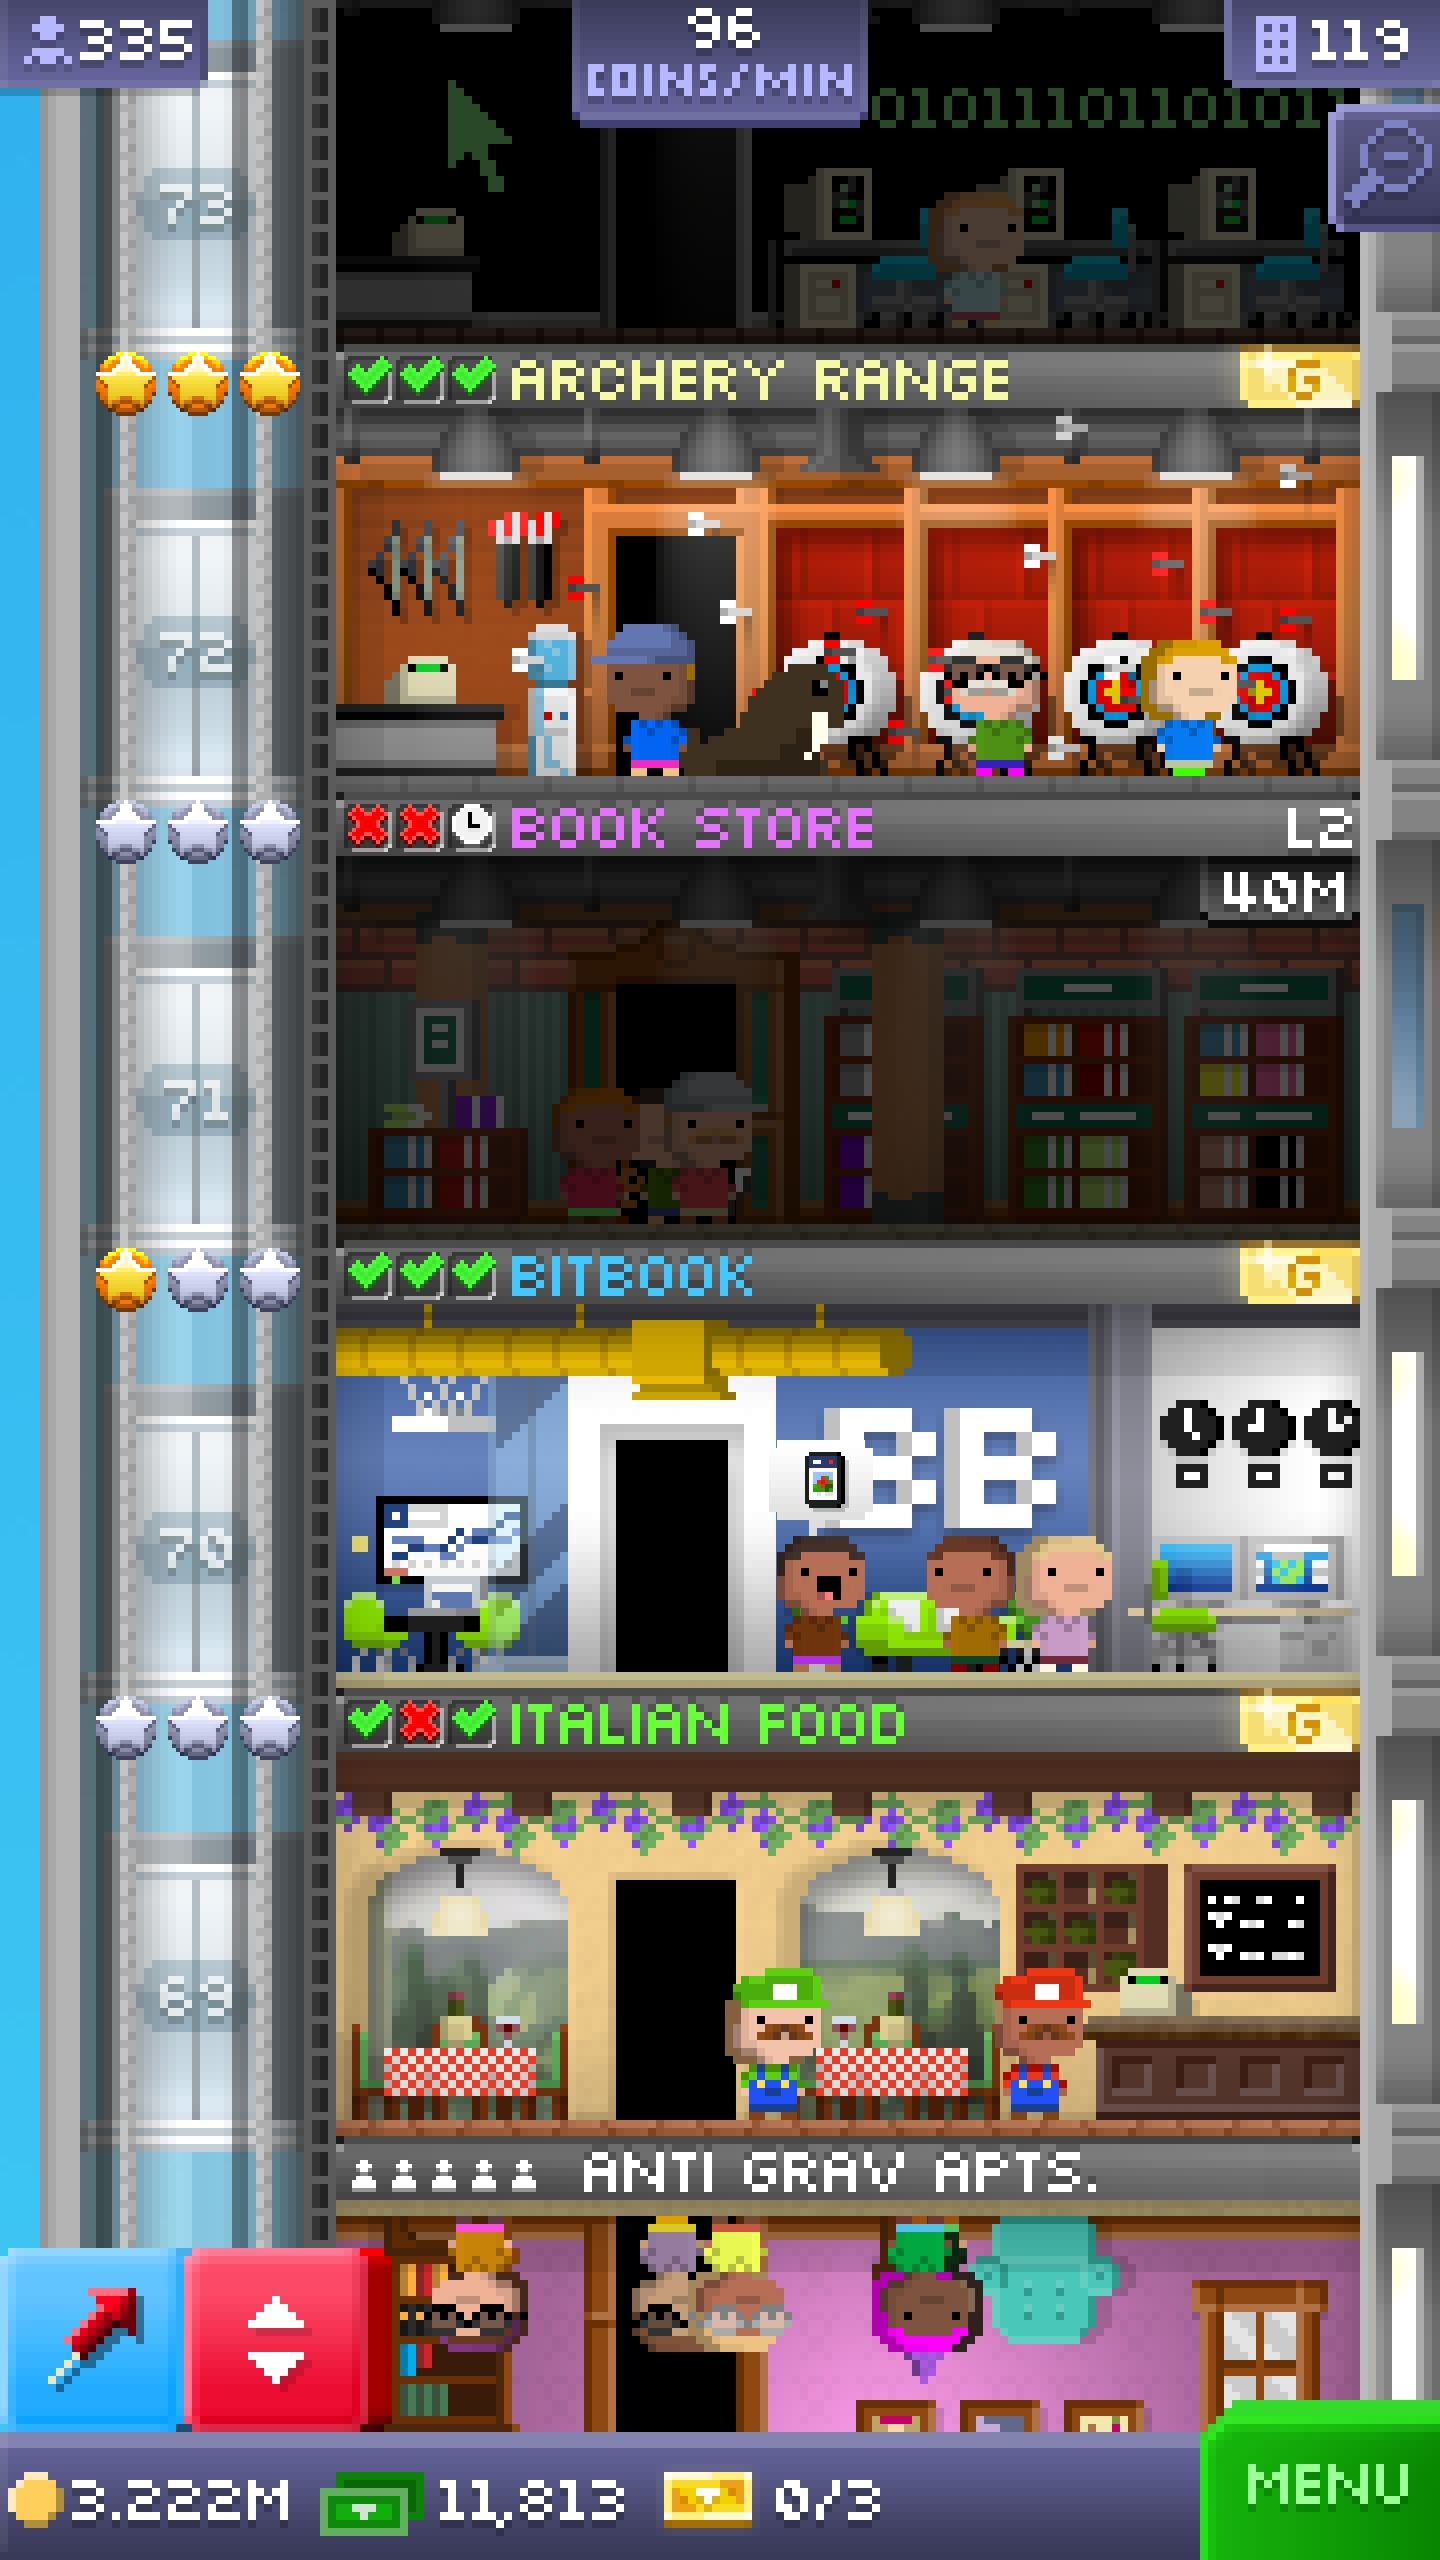 335
96
COINS/MIN
119
0101110110101
73
ARCHERY RANGE
G
72
BOOK STORE
L2
40M
B
71
BITBOOK
G
BB
70
ITALIAN FOOD
G
69
ANTI GRAV APTS.
3.222M
11,813
0/3
MENU